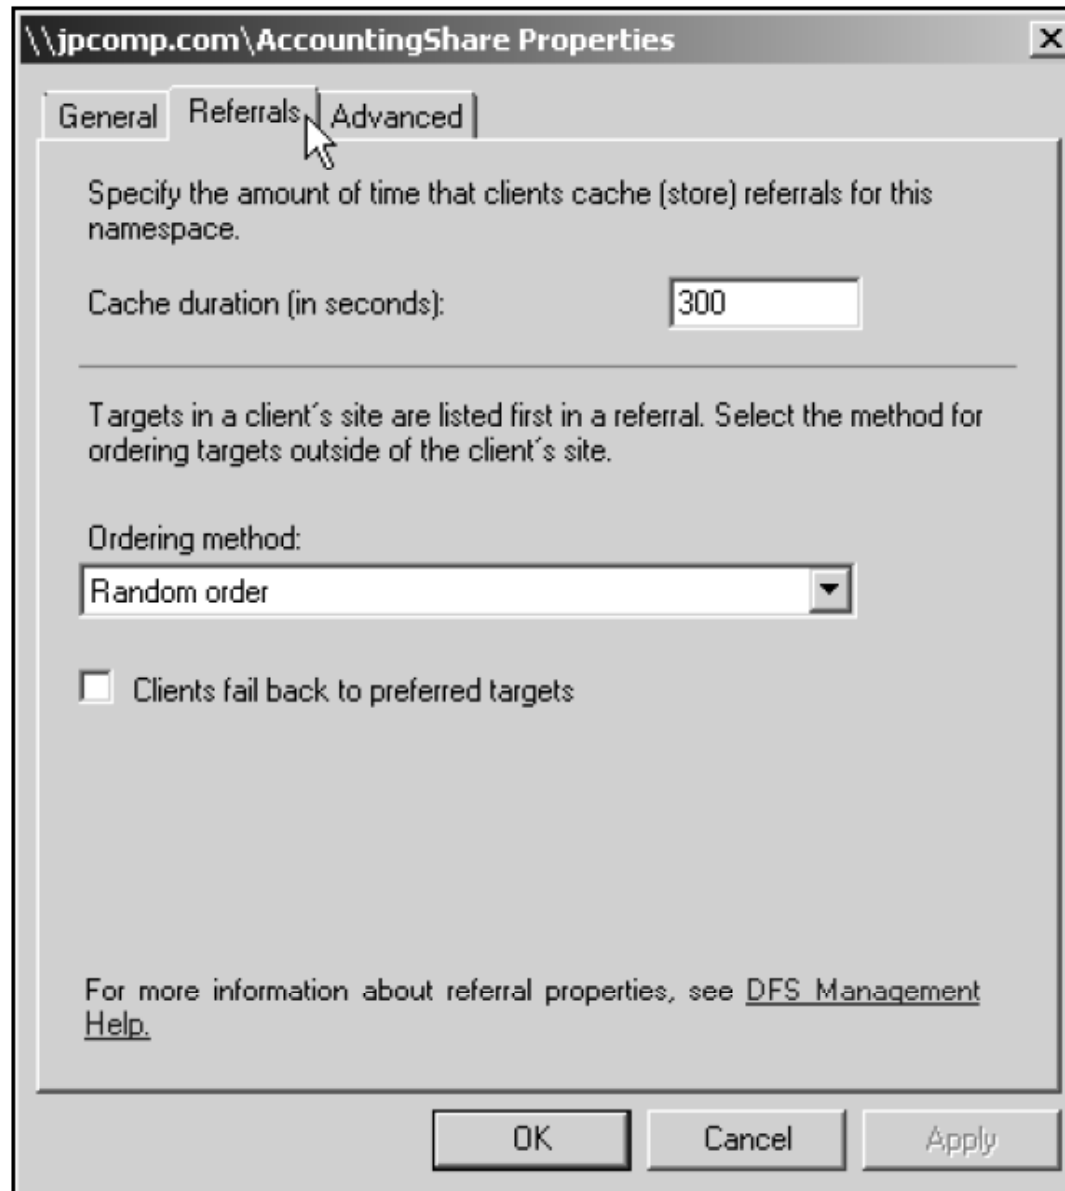 \\jpcomp.com\AccountingShare Properties
General Referrals Advanced
Specify the amount of time that clients cache (store) referrals for this
namespace.
Cache duration (in seconds): 300
Targets in a client's site are listed first in a referral. Select the method for
ordering targets outside of the client's site.
Ordering method:
Random order
Clients fail back to preferred targets
For more information about referral properties, see DFS Management
Help.
OK Cancel Apply